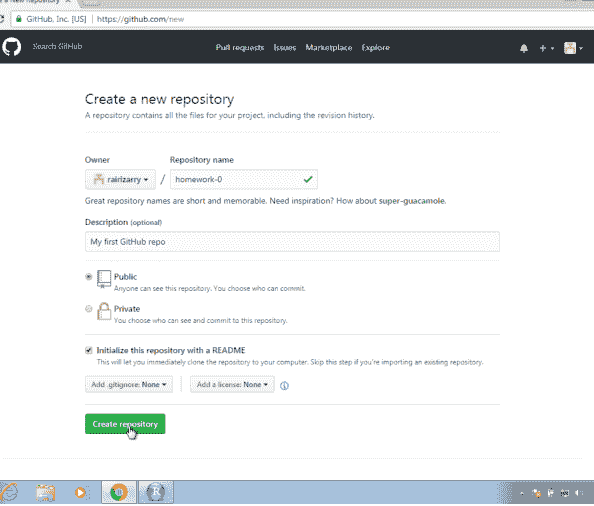 GitHub, Inc. [US] https://github.com/new
Search GitHub
Pull requests Issues Marketplace Explore
Create a new repository
A repository contains all the files for your project, including the revision history.
Owner Repository name
rairizarry / homework-0
Great repository names are short and memorable. Need inspiration? How about super-guacamole.
Description (optional)
My first GitHub repo
Public
Anyone can see this repository. You choose who can commit.
Private
You choose who can see and commit to this repository.
Initialize this repository with a README
This will let you immediately clone the repository to your computer. Skip this step if you're importing an existing repository.
Add .gitignore: None Add a license: None
Create repository